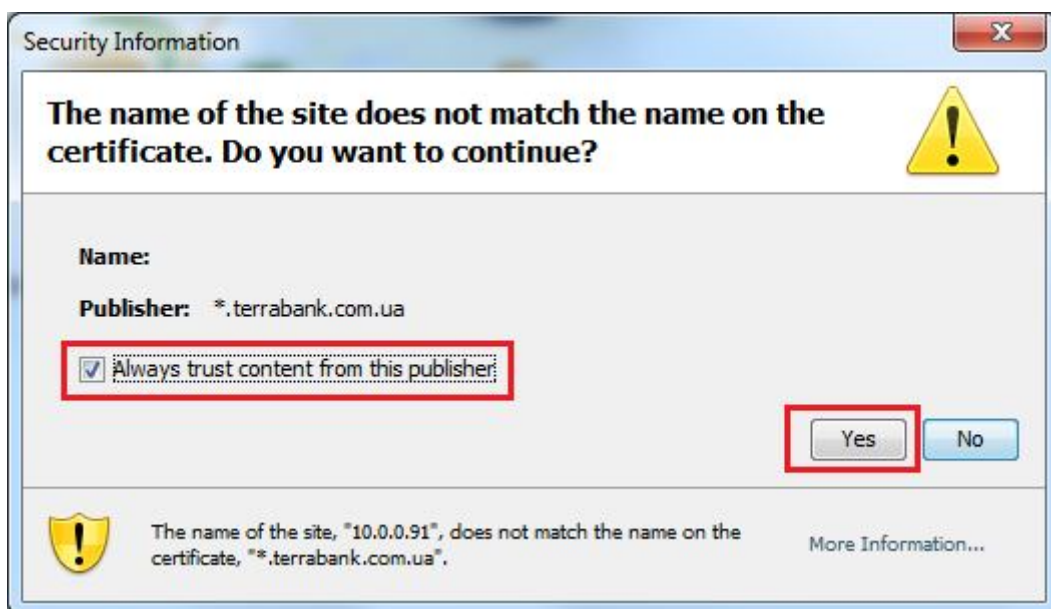 Security Information
The name of the site does not match the name on the
certificate. Do you want to continue?
Name:
Publisher: *.terrabank.com.ua
Always trust content from this publisher
Yes No
The name of the site, "10.0.0.91", does not match the name on the
certificate, "*.terrabank.com.ua".
More Information...